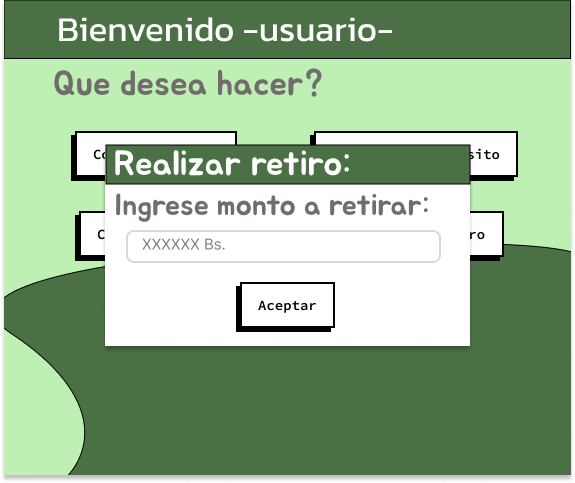 Bienvenido -usuario-
Que desea hacer?
Realizar retiro:
Ingrese monto a retirar:
XXXXXX Bs.
Aceptar